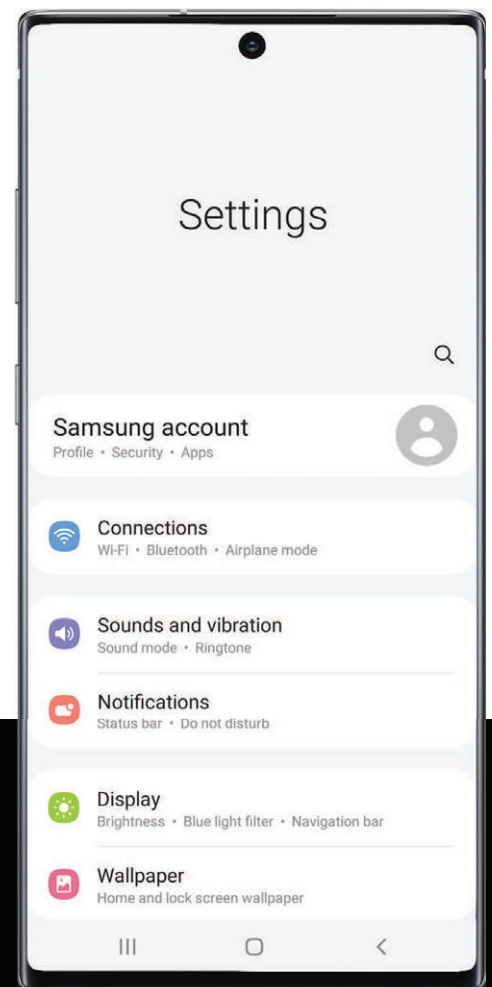 Settings
Samsung account
Profile • Security • Apps
Connections
Wi-Fi • Bluetooth • Airplane mode
Sounds and vibration
Sound mode • Ringtone
Notifications
Status bar • Do not disturb
Display
Brightness • Blue light filter • Navigation bar
Wallpaper
Home and lock screen wallpaper